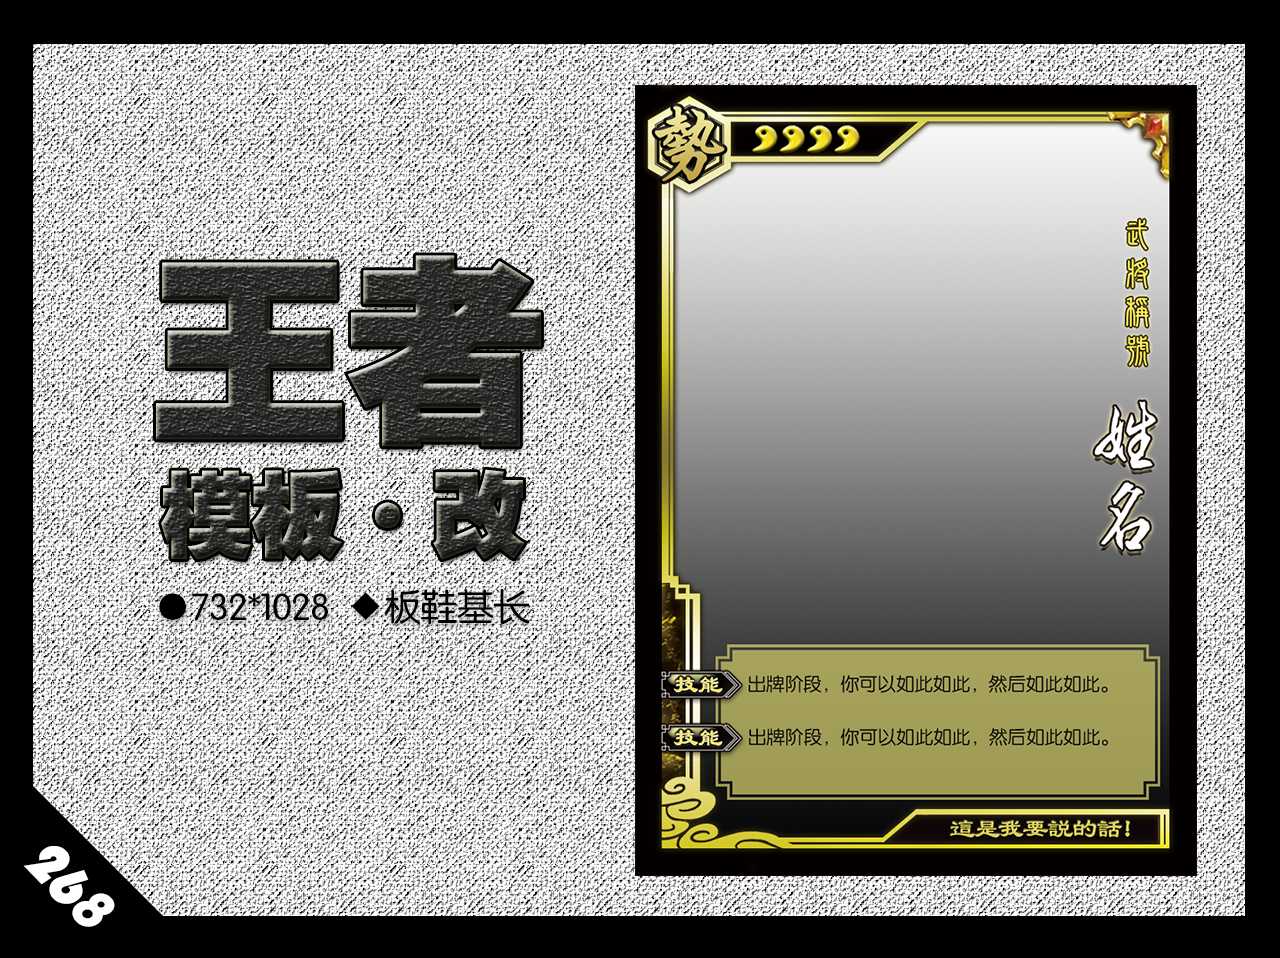 王者
模板·改
●732*1028 ◆板鞋基长
268
勢
武将稱號
姓名
技能 出牌阶段，你可以如此如此，然后如此如此。
技能 出牌阶段，你可以如此如此，然后如此如此。
這是我要説的話！